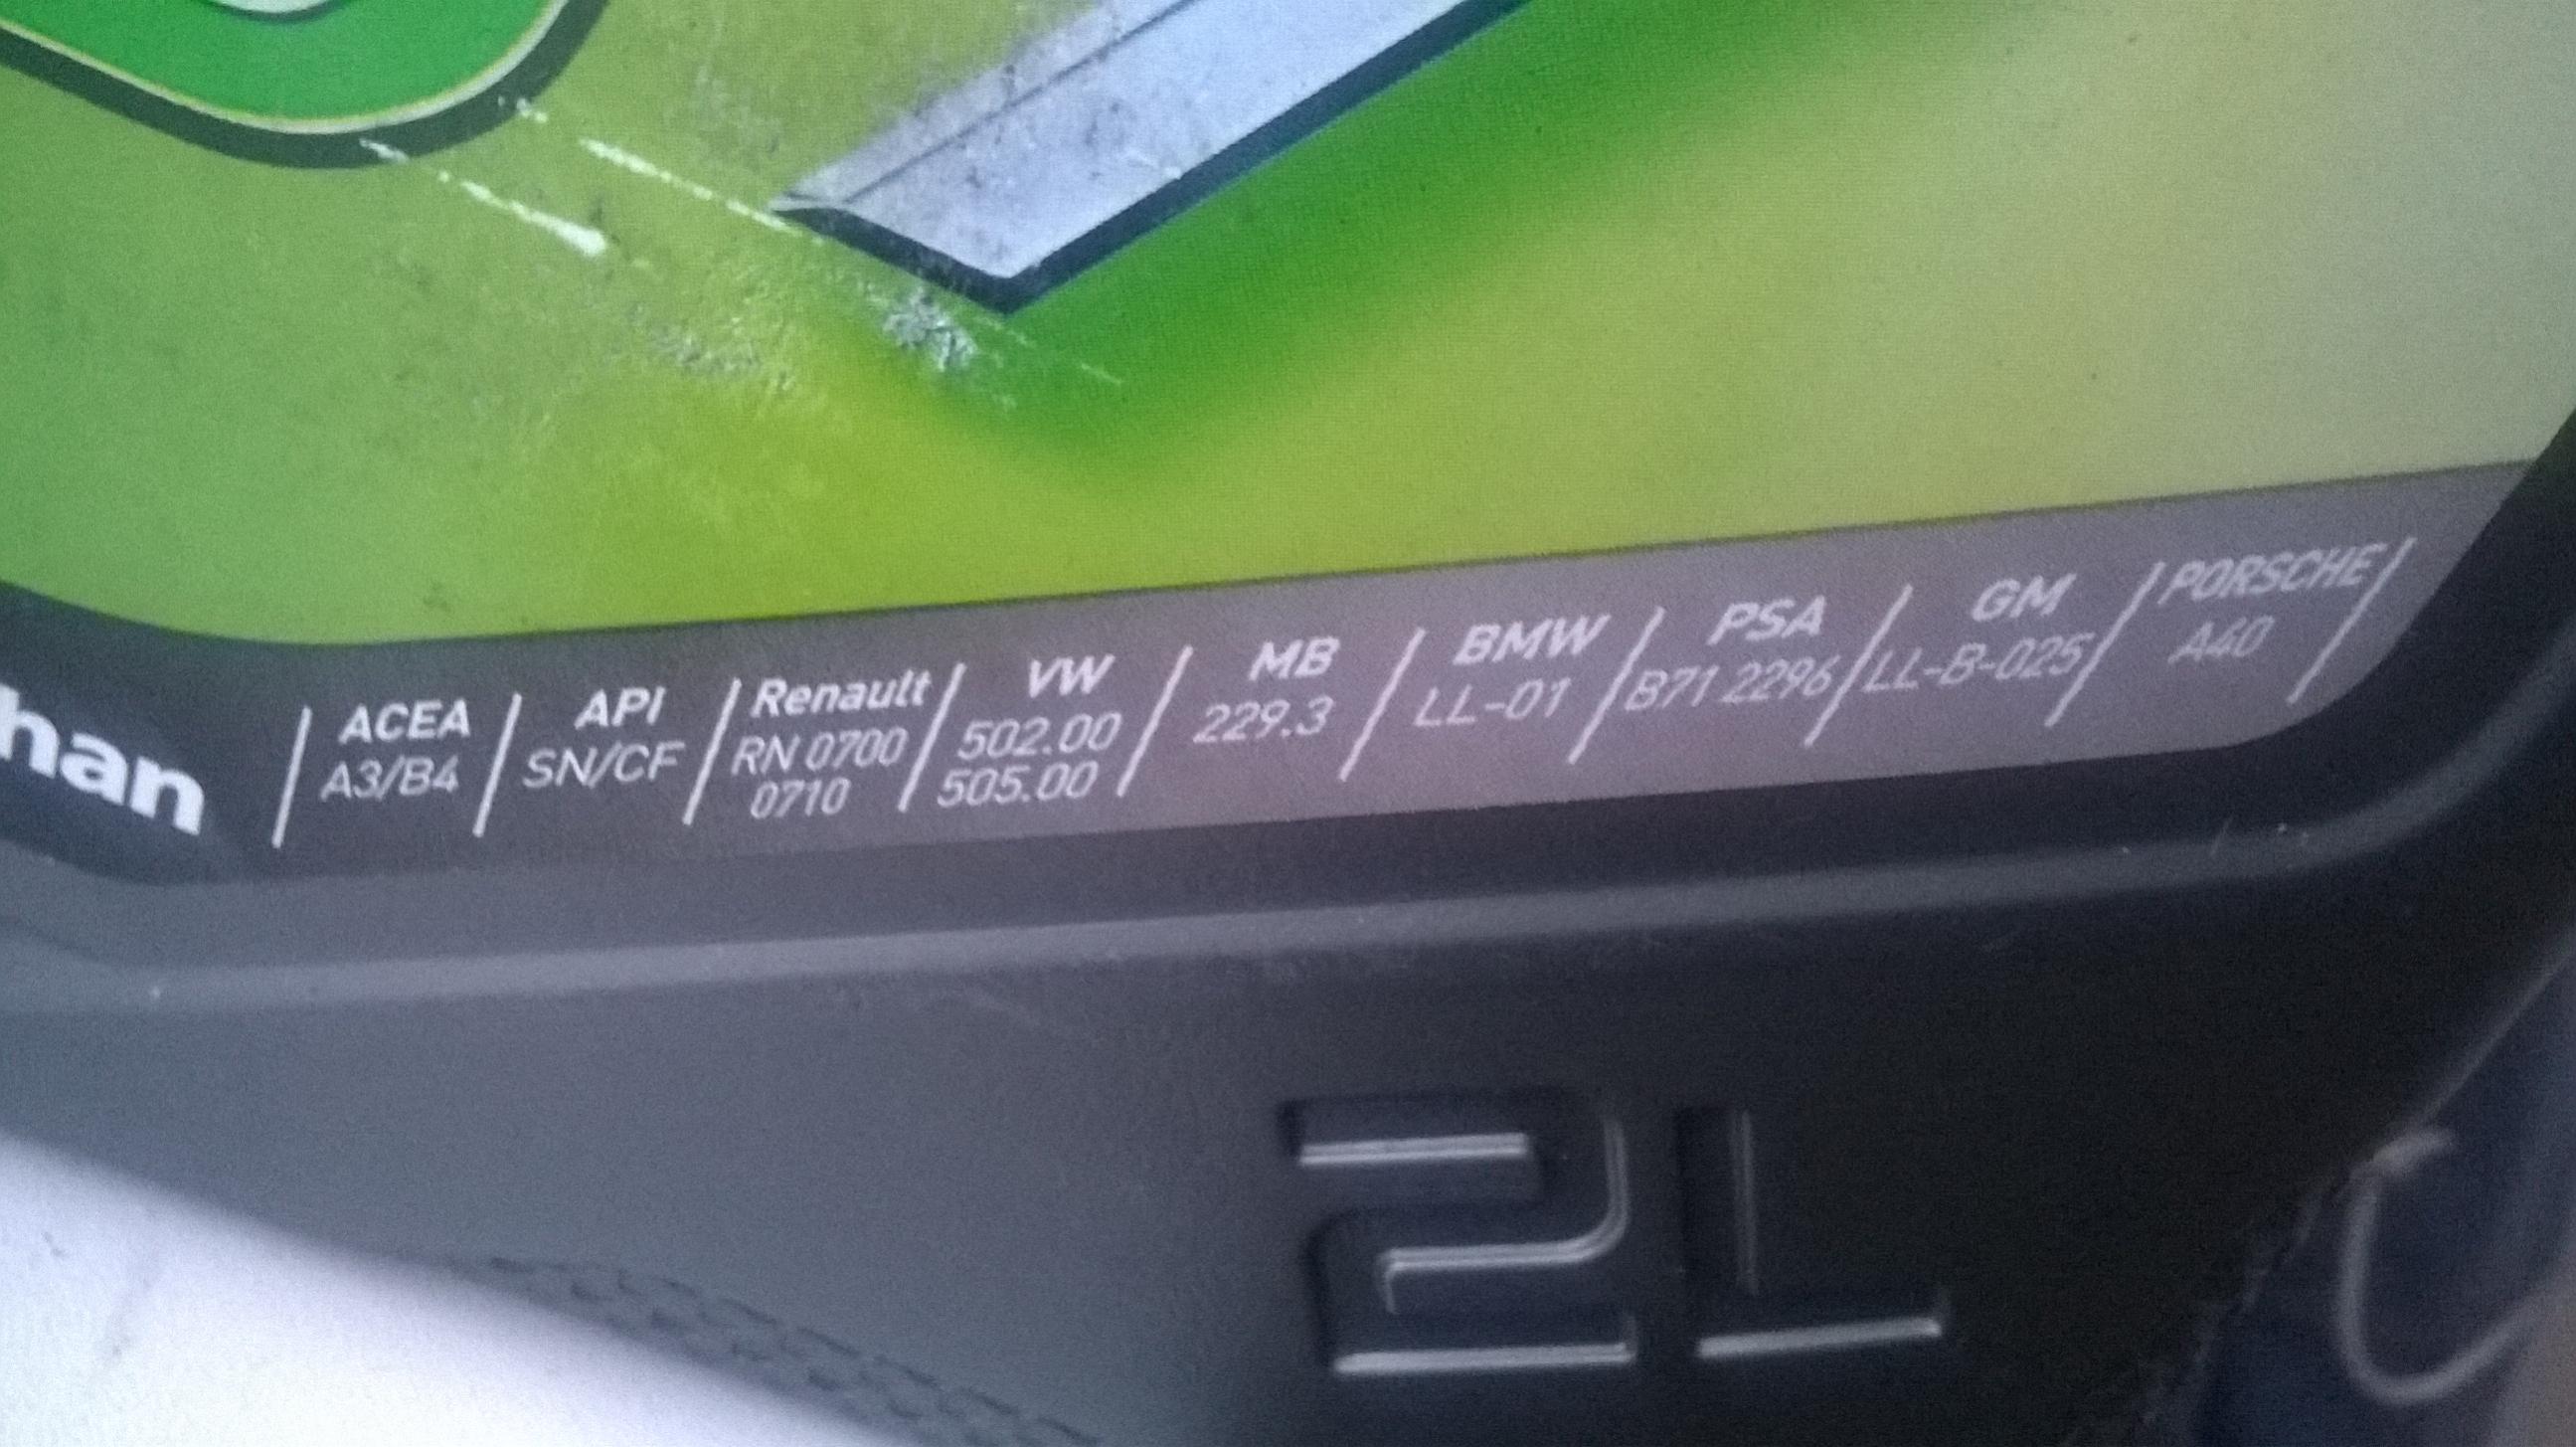 han
ACEA
A3/B4
API
SN/CF
Renault
RN 0700
0710
VW
502.00
505.00
MB
229.3
BMW
LL-01
PSA
B71 2296
GM
LL-B-025
PORSCHE
A40
2L